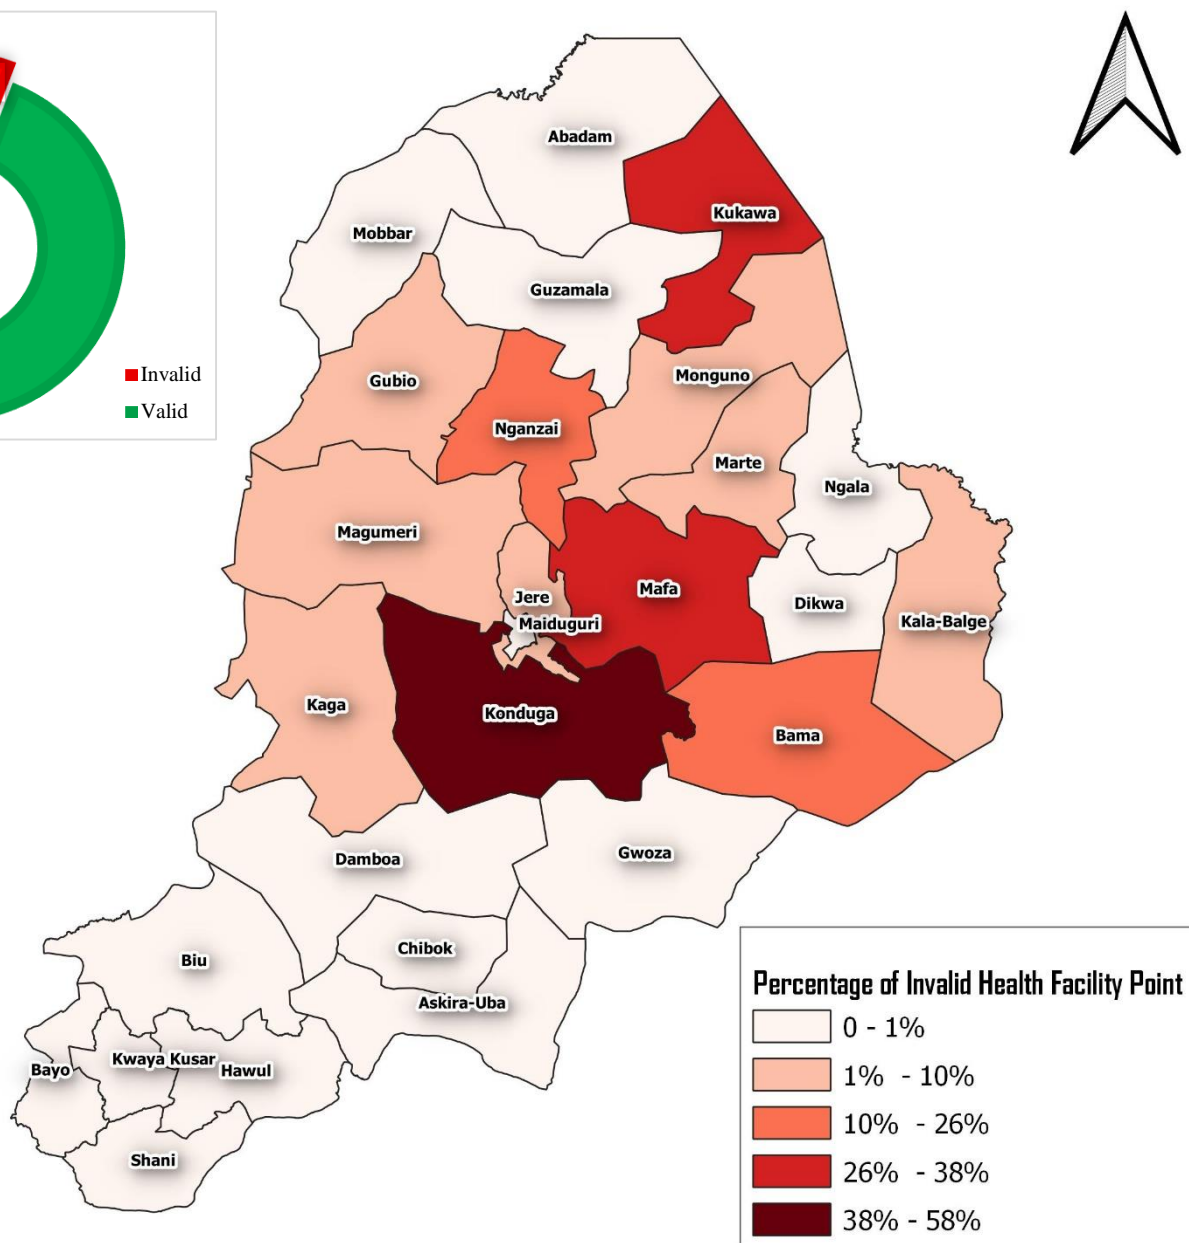 Invalid
Valid
Abadam
Kukawa
Mobbar
Guzamala
Monguno
Gubio
Nganzai
Marte
Ngala
Magumeri
Mafa
Jere
Dikwa
Maiduguri
Kala-Balge
Kaga
Konduga
Bama
Damboa
Gwoza
Chibok
Biu
Askira-Uba
Kwaya Kusar
Bayo
Hawul
Shani
Percentage of Invalid Health Facility Point
0 - 1%
1% - 10%
10% - 26%
26% - 38%
38% - 58%